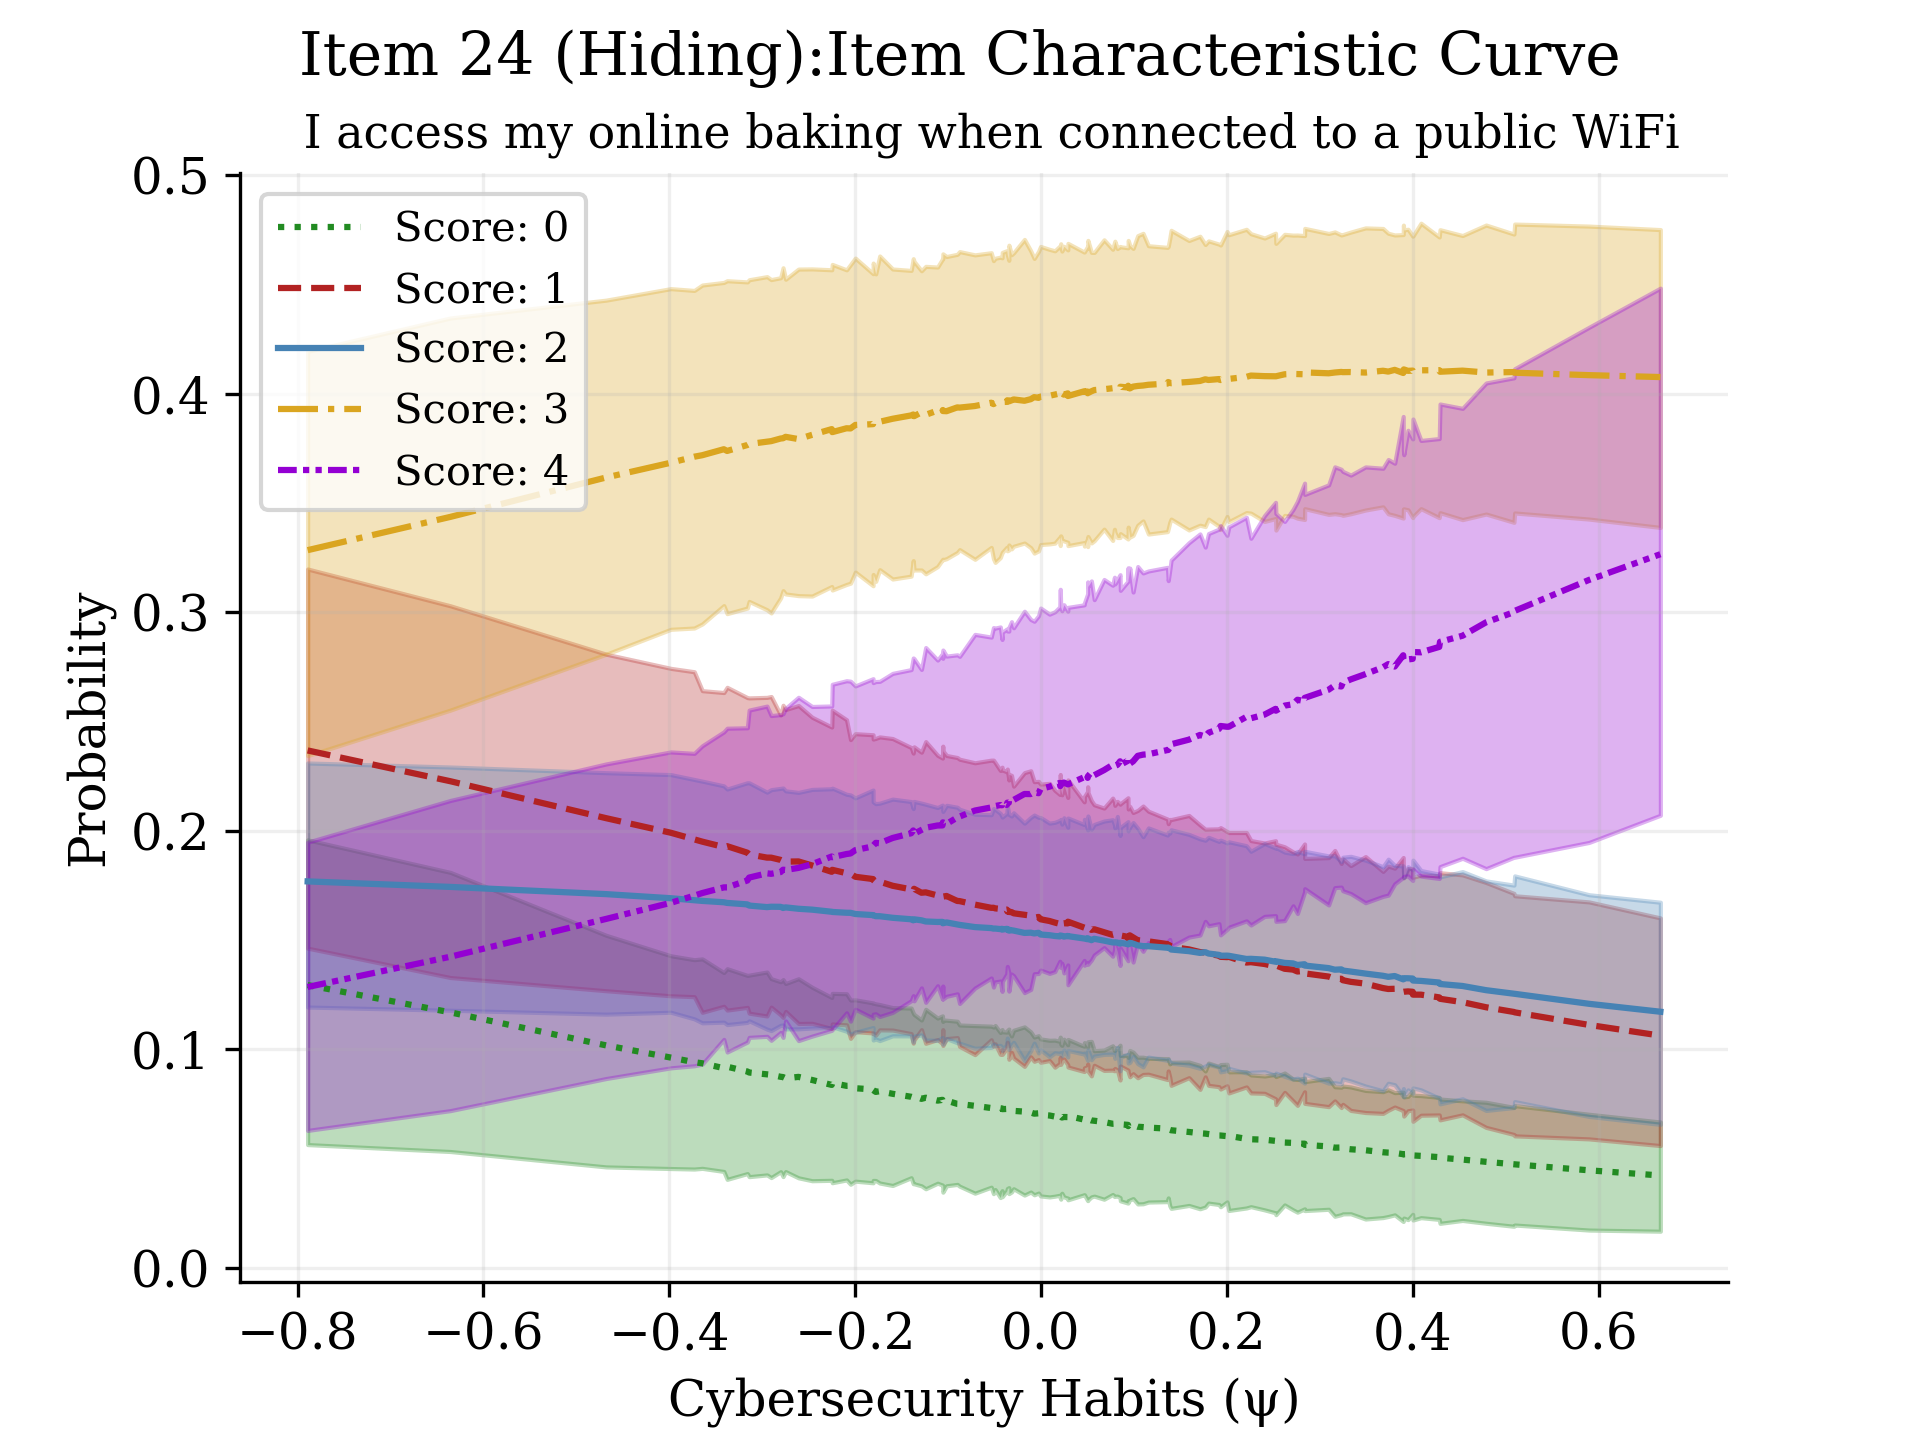 Item 24 (Hiding):Item Characteristic Curve
I access my online baking when connected to a public WiFi
Score: 0
Score: 1
Score: 2
Score: 3
Score: 4
Probability
0.5
0.4
0.3
0.2
0.1
0.0
−0.8 −0.6 −0.4 −0.2 0.0 0.2 0.4 0.6
Cybersecurity Habits (ψ)